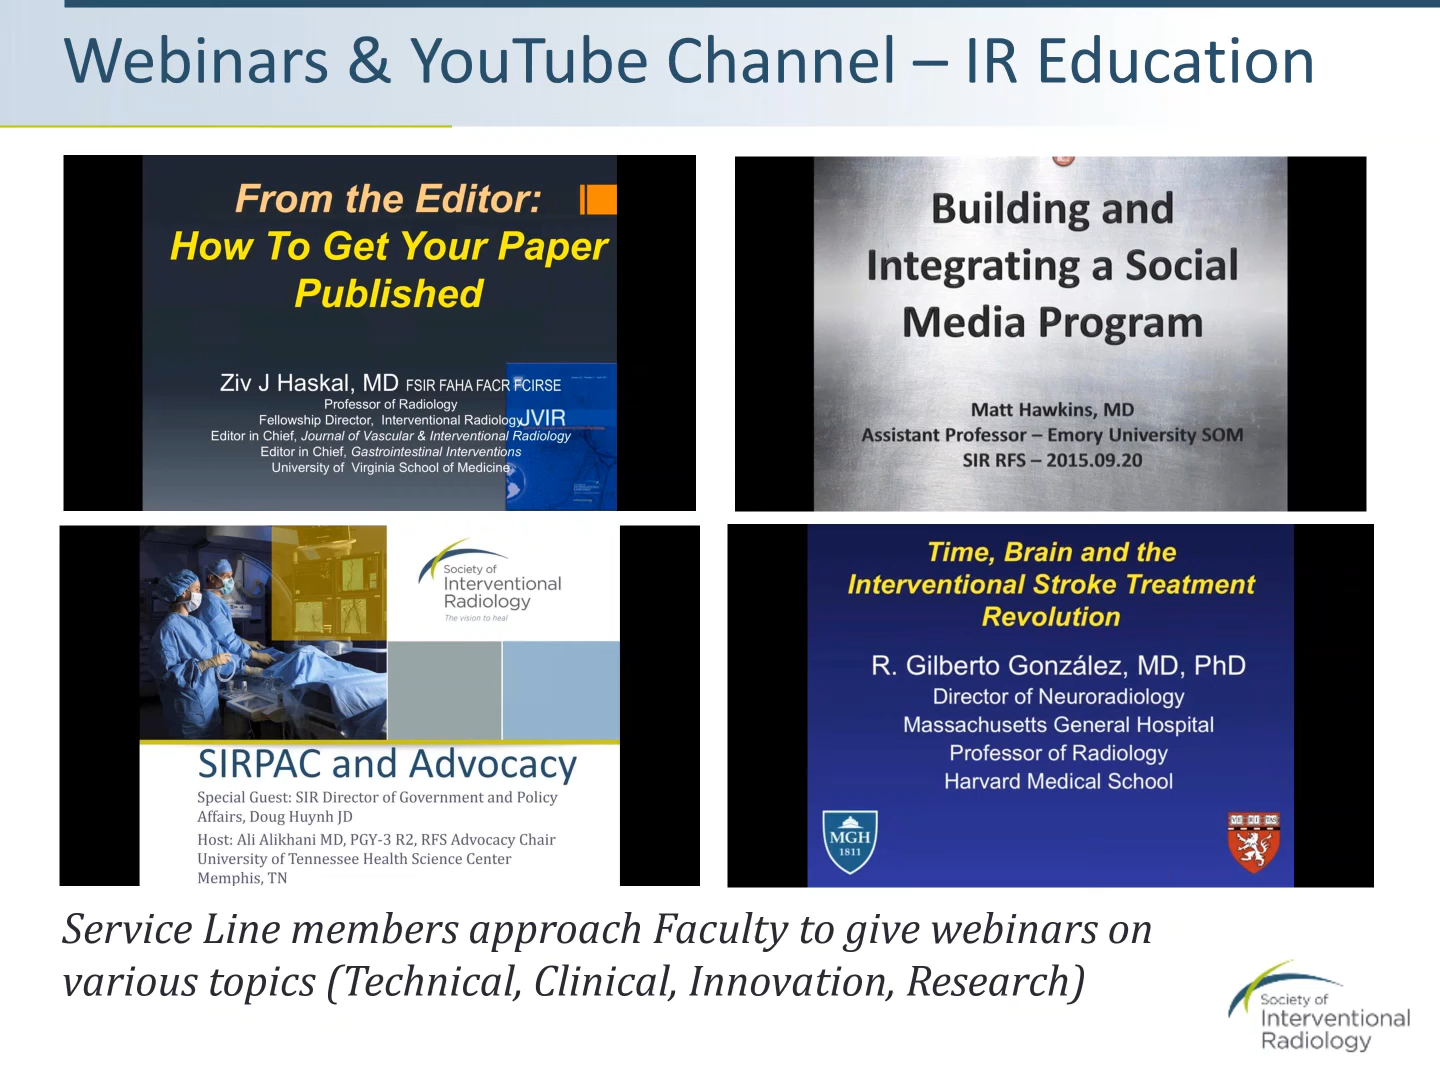 Webinars & YouTube Channel – IR Education
From the Editor:
How To Get Your Paper
Published
Ziv J Haskal, MD FSIR FAHA FACR FCIRSE
Professor of Radiology
Fellowship Director, Interventional Radiology
Editor in Chief, Journal of Vascular & Interventional Radiology
Editor in Chief, Gastrointestinal Interventions
University of Virginia School of Medicine
JVIR
Building and
Integrating a Social
Media Program
Matt Hawkins, MD
Assistant Professor – Emory University SOM
SIR RFS – 2015.09.20
Society of
Interventional
Radiology
The vision to heal
SIRPAC and Advocacy
Special Guest: SIR Director of Government and Policy
Affairs, Doug Huynh JD
Host: Ali Alikhani MD, PGY-3 R2, RFS Advocacy Chair
University of Tennessee Health Science Center
Memphis, TN
Time, Brain and the
Interventional Stroke Treatment
Revolution
R. Gilberto González, MD, PhD
Director of Neuroradiology
Massachusetts General Hospital
Professor of Radiology
Harvard Medical School
MGH
1811
VE RI TAS
Service Line members approach Faculty to give webinars on
various topics (Technical, Clinical, Innovation, Research)
Society of
Interventional
Radiology